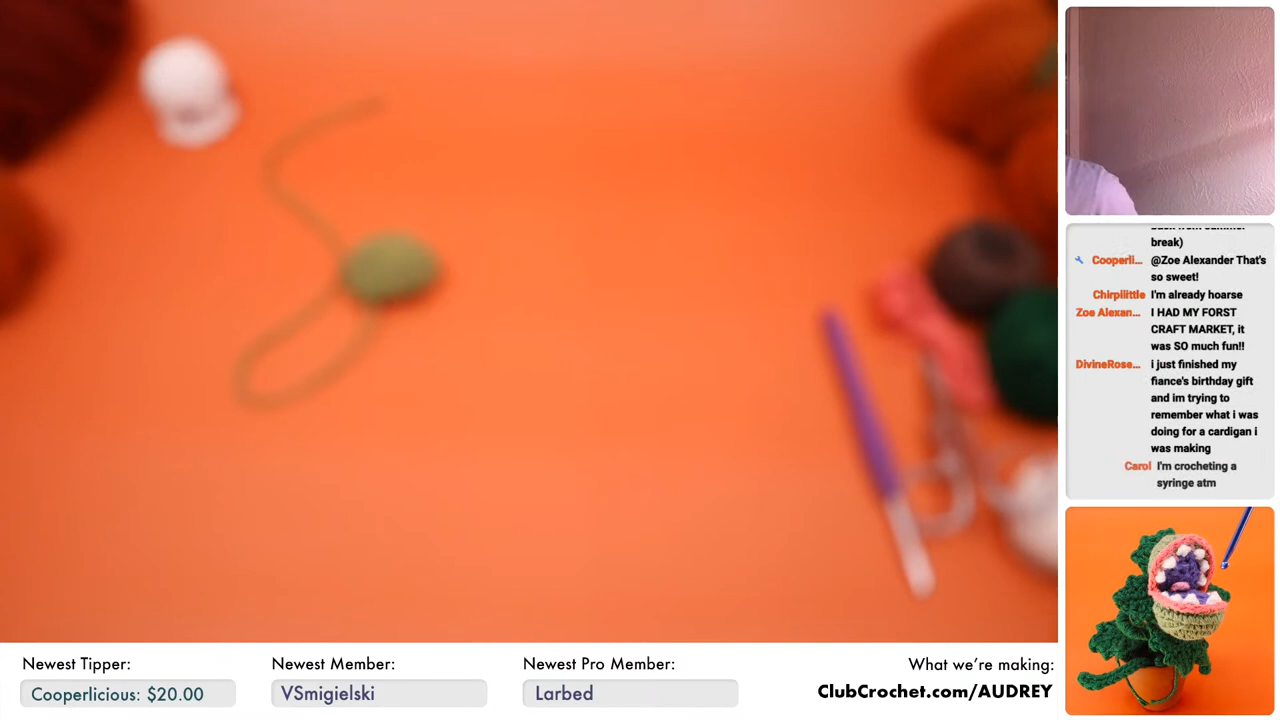 break)
Cooperli... @Zoe Alexander That's
so sweet!
Chirpilittle I'm already hoarse
Zoe Alexan... I HAD MY FORST
CRAFT MARKET, it
was SO much fun!!
DivineRose... i just finished my
fiance's birthday gift
and im trying to
remember what i was
doing for a cardigan i
was making
Carol I'm crocheting a
syringe atm
Newest Tipper:
Cooperlicious: $20.00
Newest Member:
VSmigielski
Newest Pro Member:
Larbed
What we're making:
ClubCrochet.com/AUDREY